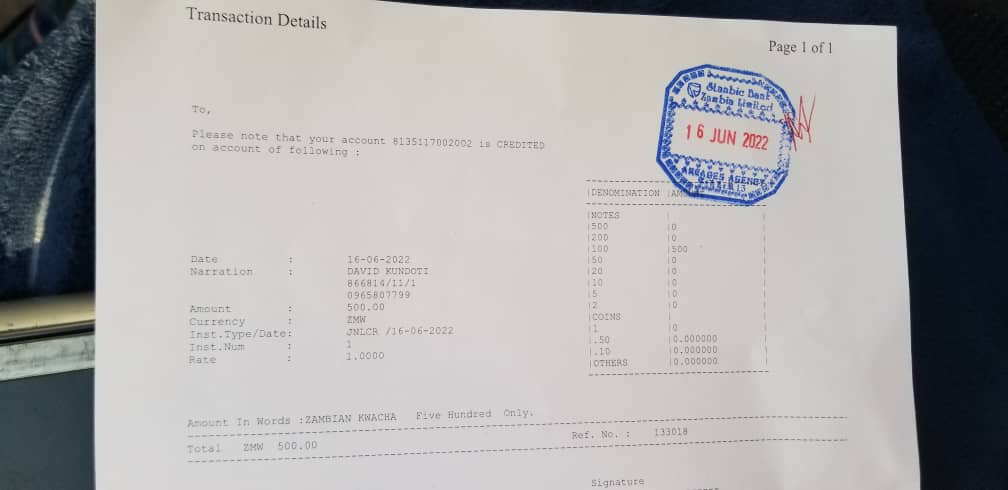 Transaction Details
Page 1 of 1
Stanbic Bank
Zambia Limited
16 JUN 2022
ARCADES AGENCY
To,
Please note that your account 8135117002002 is CREDITED
on account of following :
|DENOMINATION |AM
|NOTES
|500 |0
|200 |0
|100 |500
|50 |0
|20 |0
|10 |0
|5 |0
|2 |0
|COINS |
|1 |0
|.50 |0.000000
|.10 |0.000000
|OTHERS |0.000000
Date : 16-06-2022
Narration : DAVID KUNDOTI
866814/11/1
0965807799
Amount : 500.00
Currency : ZMW
Inst.Type/Date: JNLCR /16-06-2022
Inst.Num : 1
Rate : 1.0000
Amount In Words :ZAMBIAN KWACHA Five Hundred Only.
Total ZMW 500.00 Ref. No. : 133018
Signature